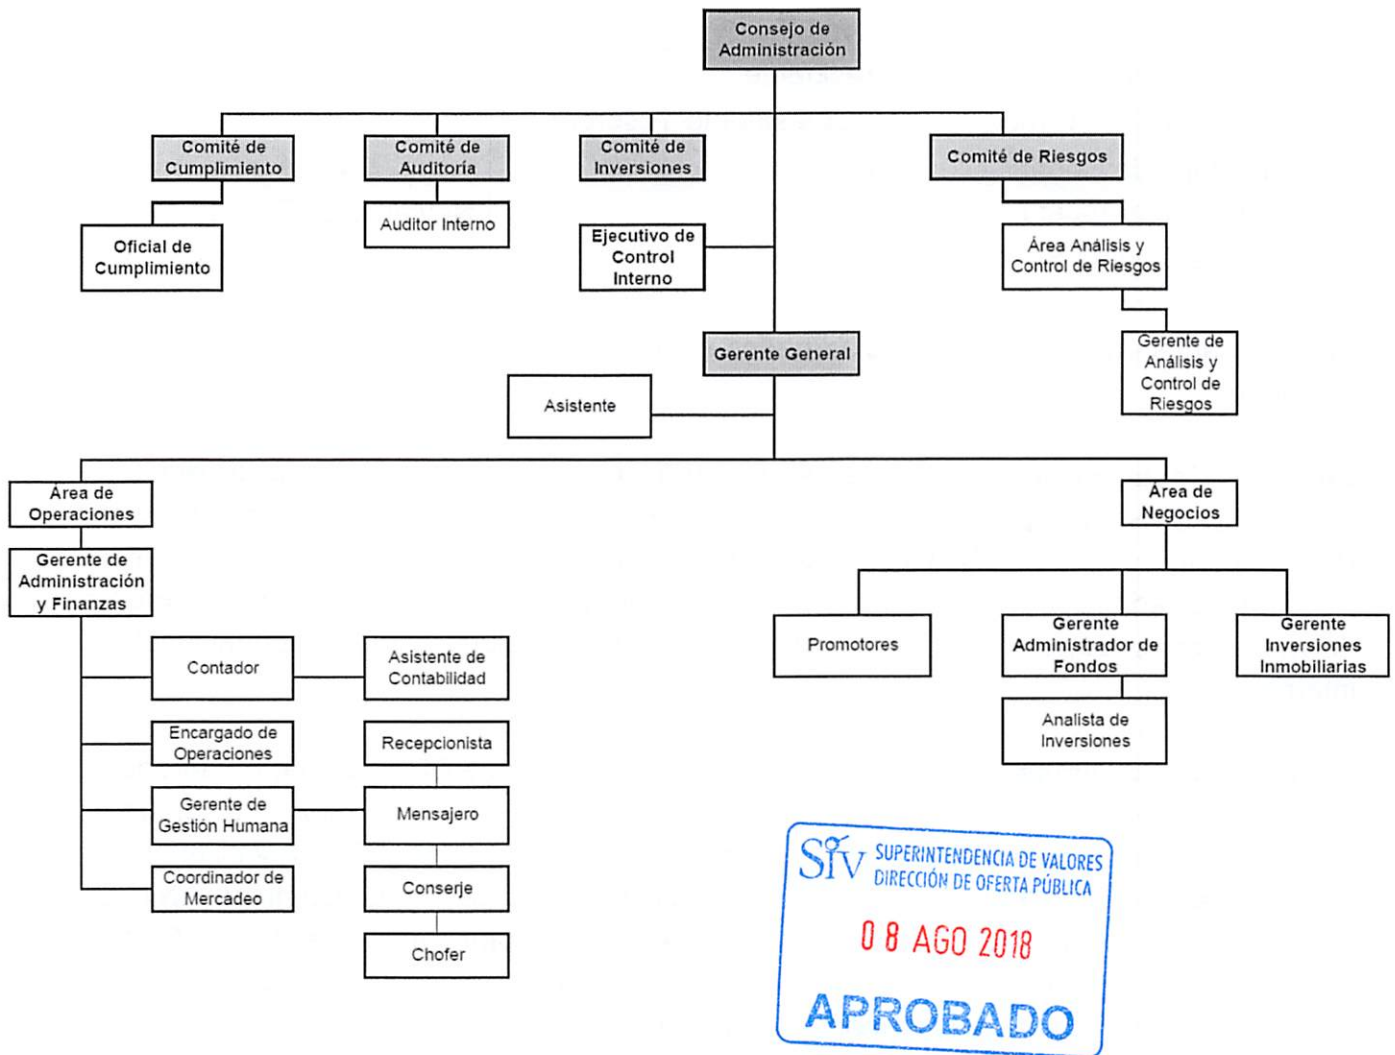 Consejo de
Administración
Comité de
Cumplimiento
Comité de
Auditoría
Comité de
Inversiones
Comité de Riesgos
Oficial de
Cumplimiento
Auditor Interno
Ejecutivo de
Control
Interno
Área Análisis y
Control de Riesgos
Gerente General
Gerente de
Análisis y
Control de
Riesgos
Asistente
Área de
Operaciones
Área de
Negocios
Gerente de
Administración
y Finanzas
Promotores
Gerente
Administrador de
Fondos
Gerente
Inversiones
Inmobiliarias
Contador
Asistente de
Contabilidad
Analista de
Inversiones
Encargado de
Operaciones
Recepcionista
Gerente de
Gestión Humana
Mensajero
Coordinador de
Mercadeo
Conserje
Chofer
SIV SUPERINTENDENCIA DE VALORES
DIRECCIÓN DE OFERTA PÚBLICA
08 AGO 2018
APROBADO